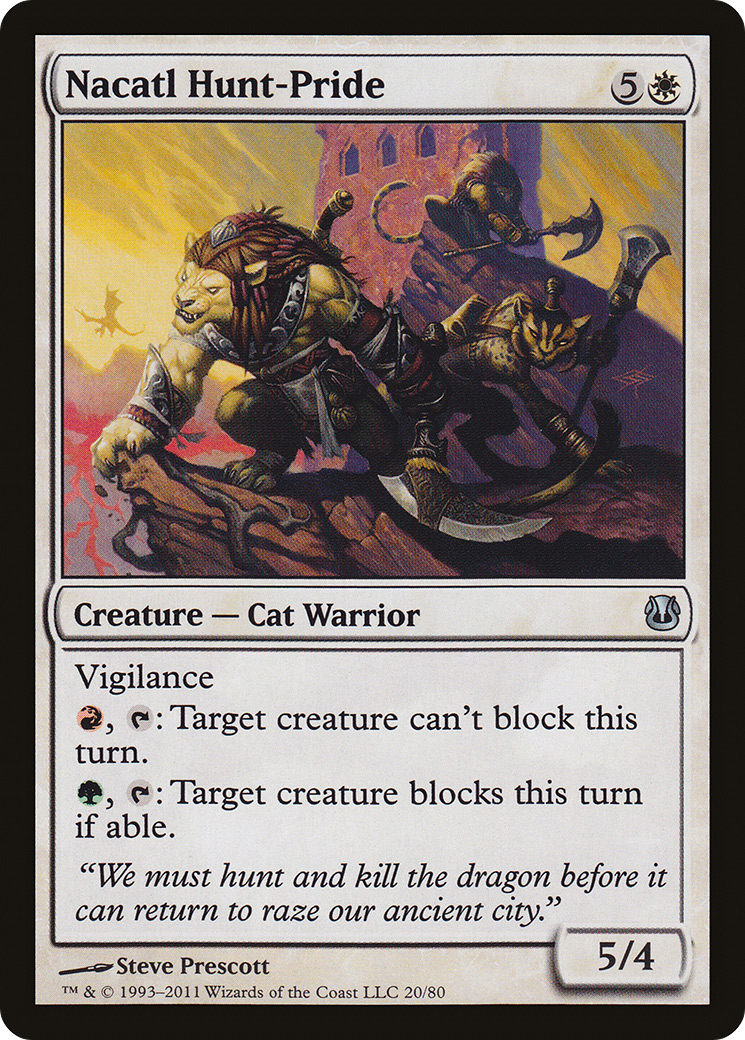 Nacatl Hunt-Pride 5
Creature — Cat Warrior
Vigilance
, : Target creature can't block this
turn.
, : Target creature blocks this turn
if able.
“We must hunt and kill the dragon before it
can return to raze our ancient city.”
5/4
Steve Prescott
™ & © 1993–2011 Wizards of the Coast LLC 20/80